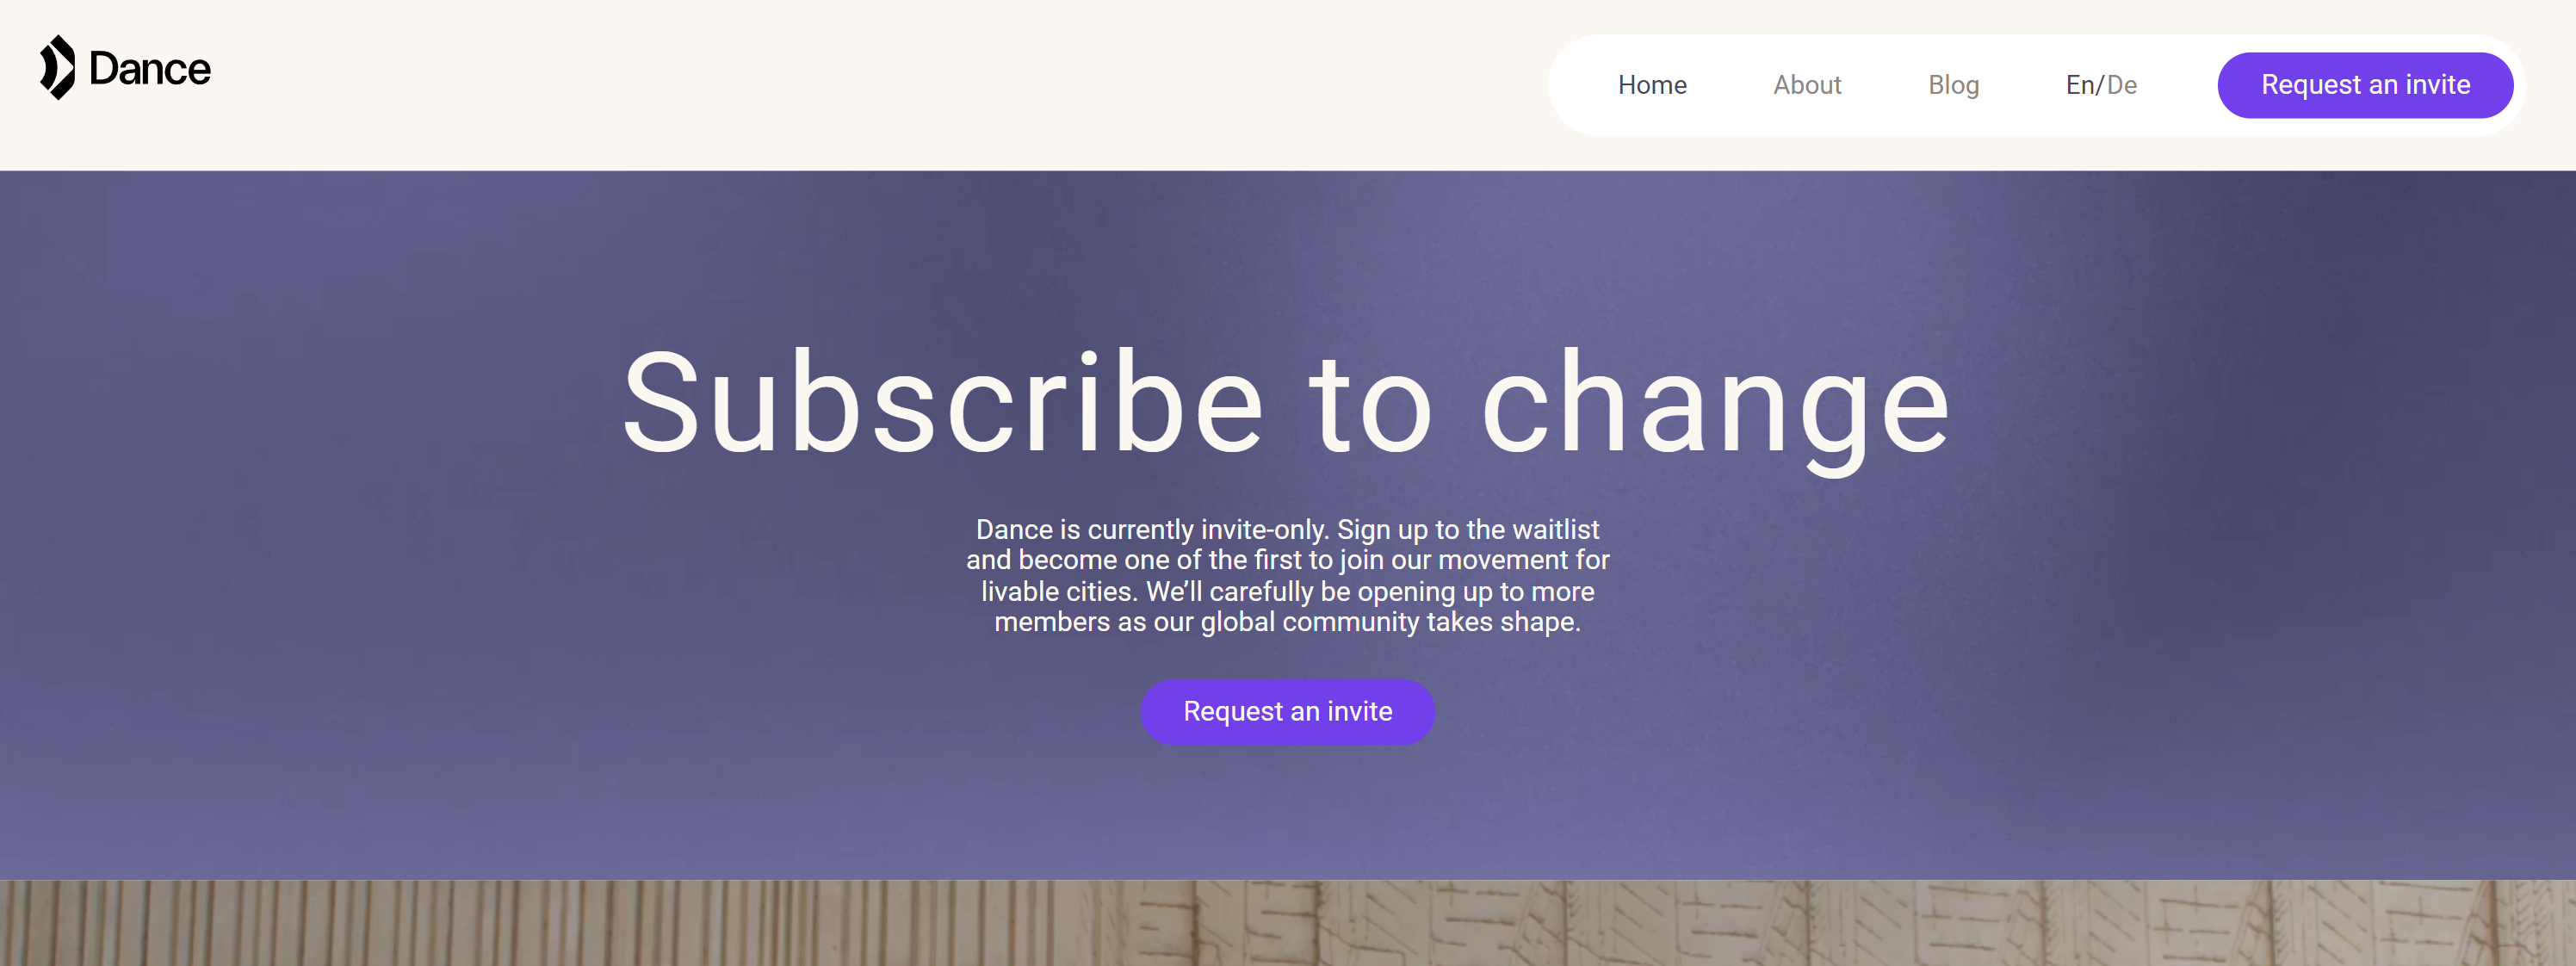 Dance
Home About Blog En/De Request an invite
Subscribe to change
Dance is currently invite-only. Sign up to the waitlist
and become one of the first to join our movement for
livable cities. We’ll carefully be opening up to more
members as our global community takes shape.
Request an invite